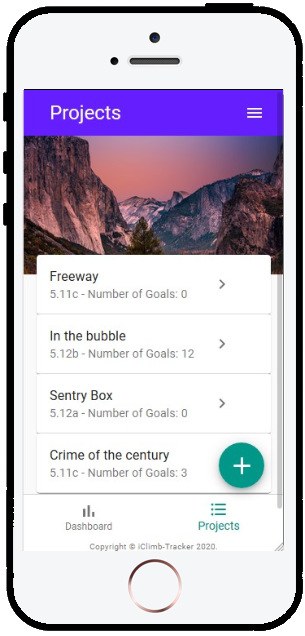 Projects
Freeway
5.11c - Number of Goals: 0
In the bubble
5.12b - Number of Goals: 12
Sentry Box
5.12a - Number of Goals: 0
Crime of the century
5.11c - Number of Goals: 3
Dashboard Projects
Copyright © iClimb-Tracker 2020.